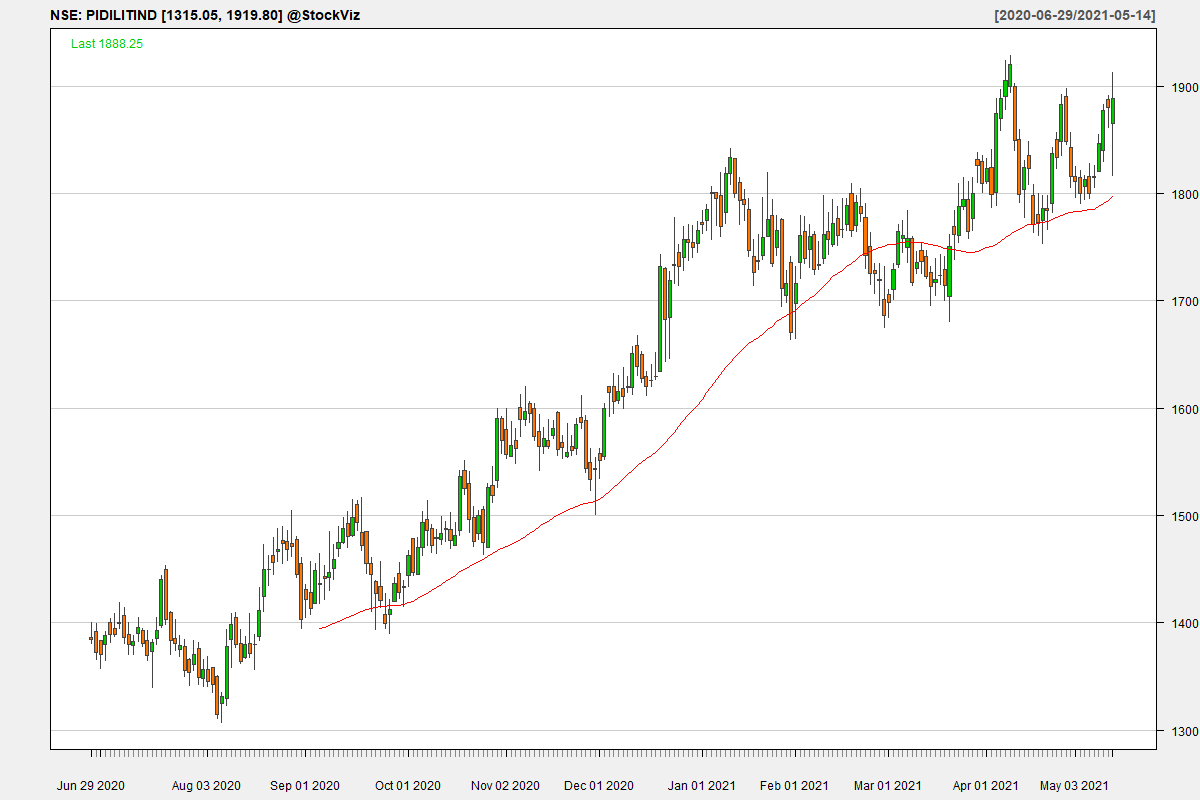 NSE: PIDILITIND [1315.05, 1919.80] @StockViz [2020-06-29/2021-05-14]
Last 1888.25
1900
1800
1700
1600
1500
1400
1300
Jun 29 2020 Aug 03 2020 Sep 01 2020 Oct 01 2020 Nov 02 2020 Dec 01 2020 Jan 01 2021 Feb 01 2021 Mar 01 2021 Apr 01 2021 May 03 2021